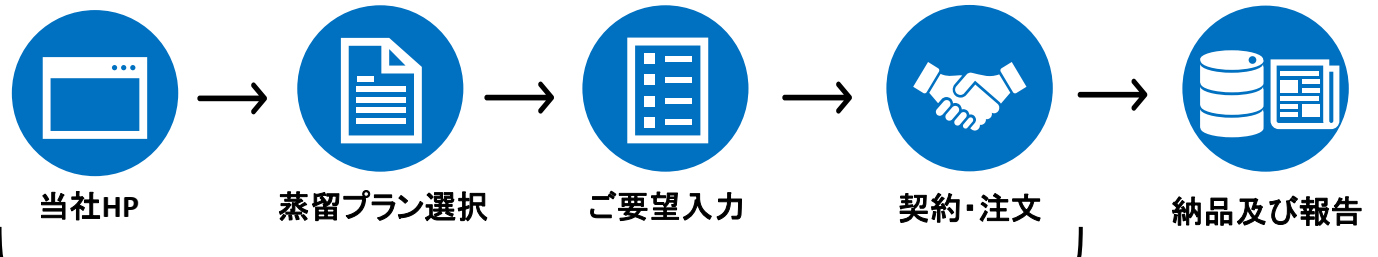 当社HP
蒸留プラン選択
ご要望入力
契約・注文
納品及び報告